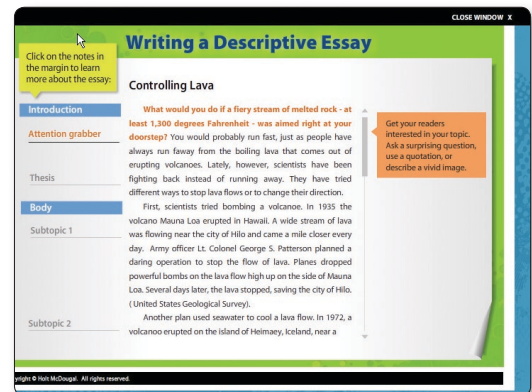 CLOSE WINDOW X
Writing a Descriptive Essay
Click on the notes in
the margin to learn
more about the essay:
Introduction
Attention grabber
Thesis
Body
Subtopic 1
Subtopic 2
Controlling Lava
What would you do if a fiery stream of melted rock - at
least 1,300 degrees Fahrenheit - was aimed right at your
doorstep? You would probably run fast, just as people have
always run faway from the boiling lava that comes out of
erupting volcanoes. Lately, however, scientists have been
fighting back instead of running away. They have tried
different ways to stop lava flows or to change their direction.
First, scientists tried bombing a volcano. In 1935 the
volcano Mauna Loa erupted in Hawaii. A wide stream of lava
was flowing near the city of Hilo and came a mile closer every
day. Army officer Lt. Colonel George S. Patterson planned a
daring operation to stop the flow of lava. Planes dropped
powerful bombs on the lava flow high up on the side of Mauna
Loa. Several days later, the lava stopped, saving the city of Hilo.
( United States Geological Survey).
Another plan used seawater to cool a lava flow. In 1972, a
volcanoo erupted on the island of Heimaey, Iceland, near a
Get your readers
interested in your topic.
Ask a surprising question,
use a quotation, or
describe a vivid image.
yright © Holt McDougal. All rights reserved.